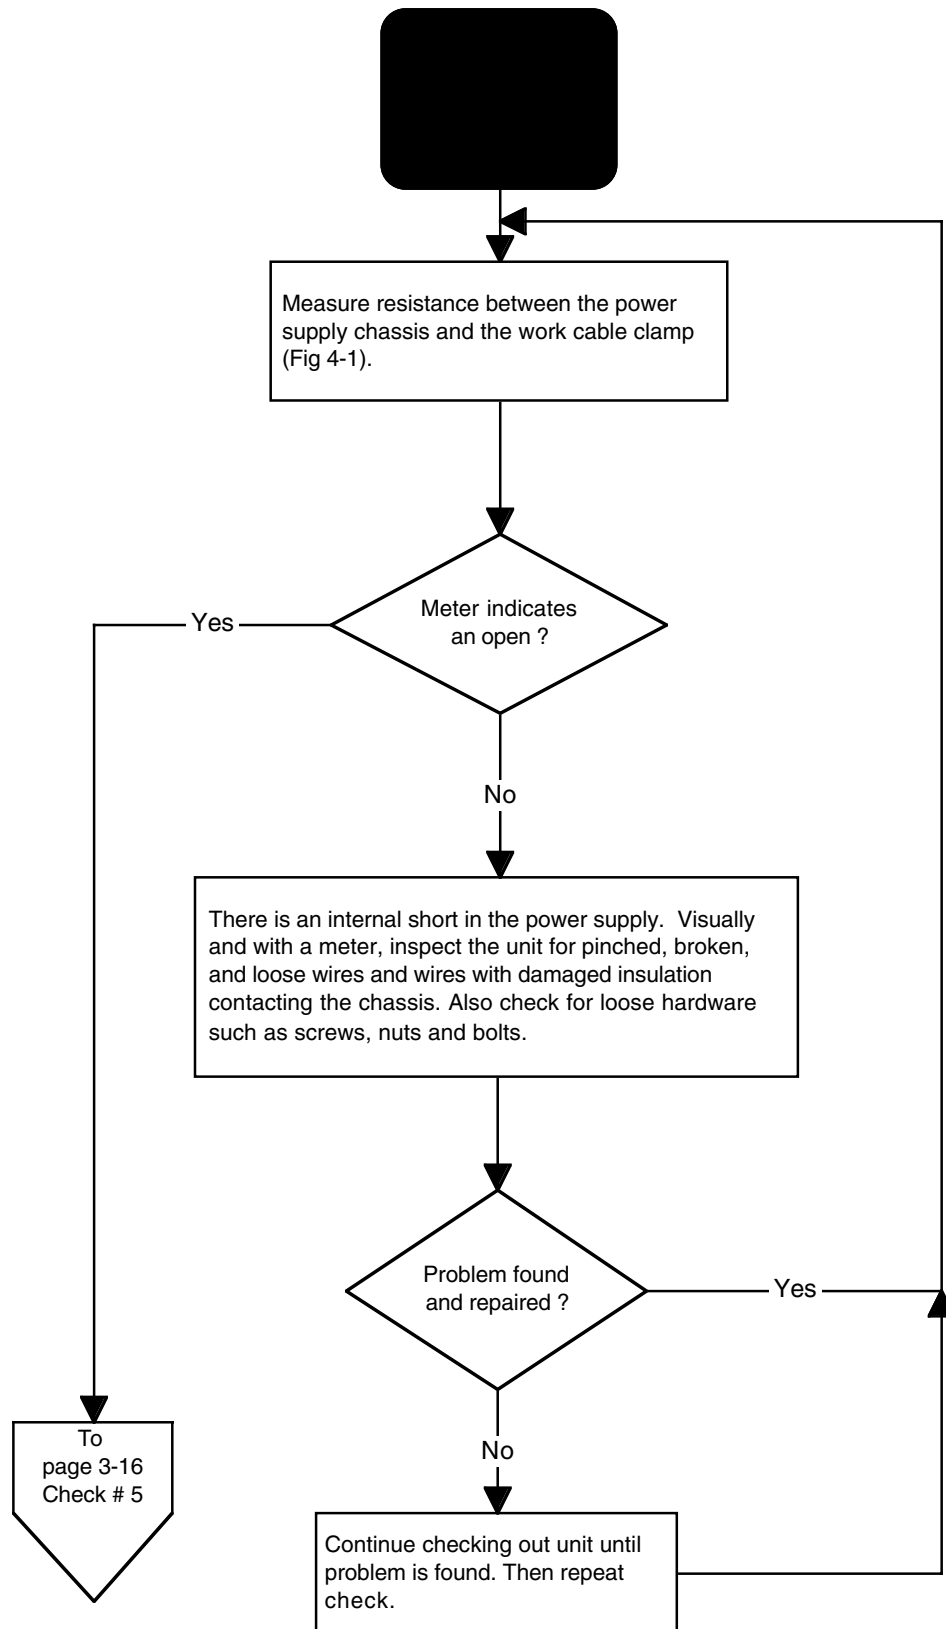 Measure resistance between the power
supply chassis and the work cable clamp
(Fig 4-1).
Meter indicates
an open ?
Yes
No
There is an internal short in the power supply.  Visually
and with a meter, inspect the unit for pinched, broken,
and loose wires and wires with damaged insulation
contacting the chassis. Also check for loose hardware
such as screws, nuts and bolts.
Problem found
and repaired ?
Yes
No
To
page 3-16
Check # 5
Continue checking out unit until
problem is found. Then repeat
check.